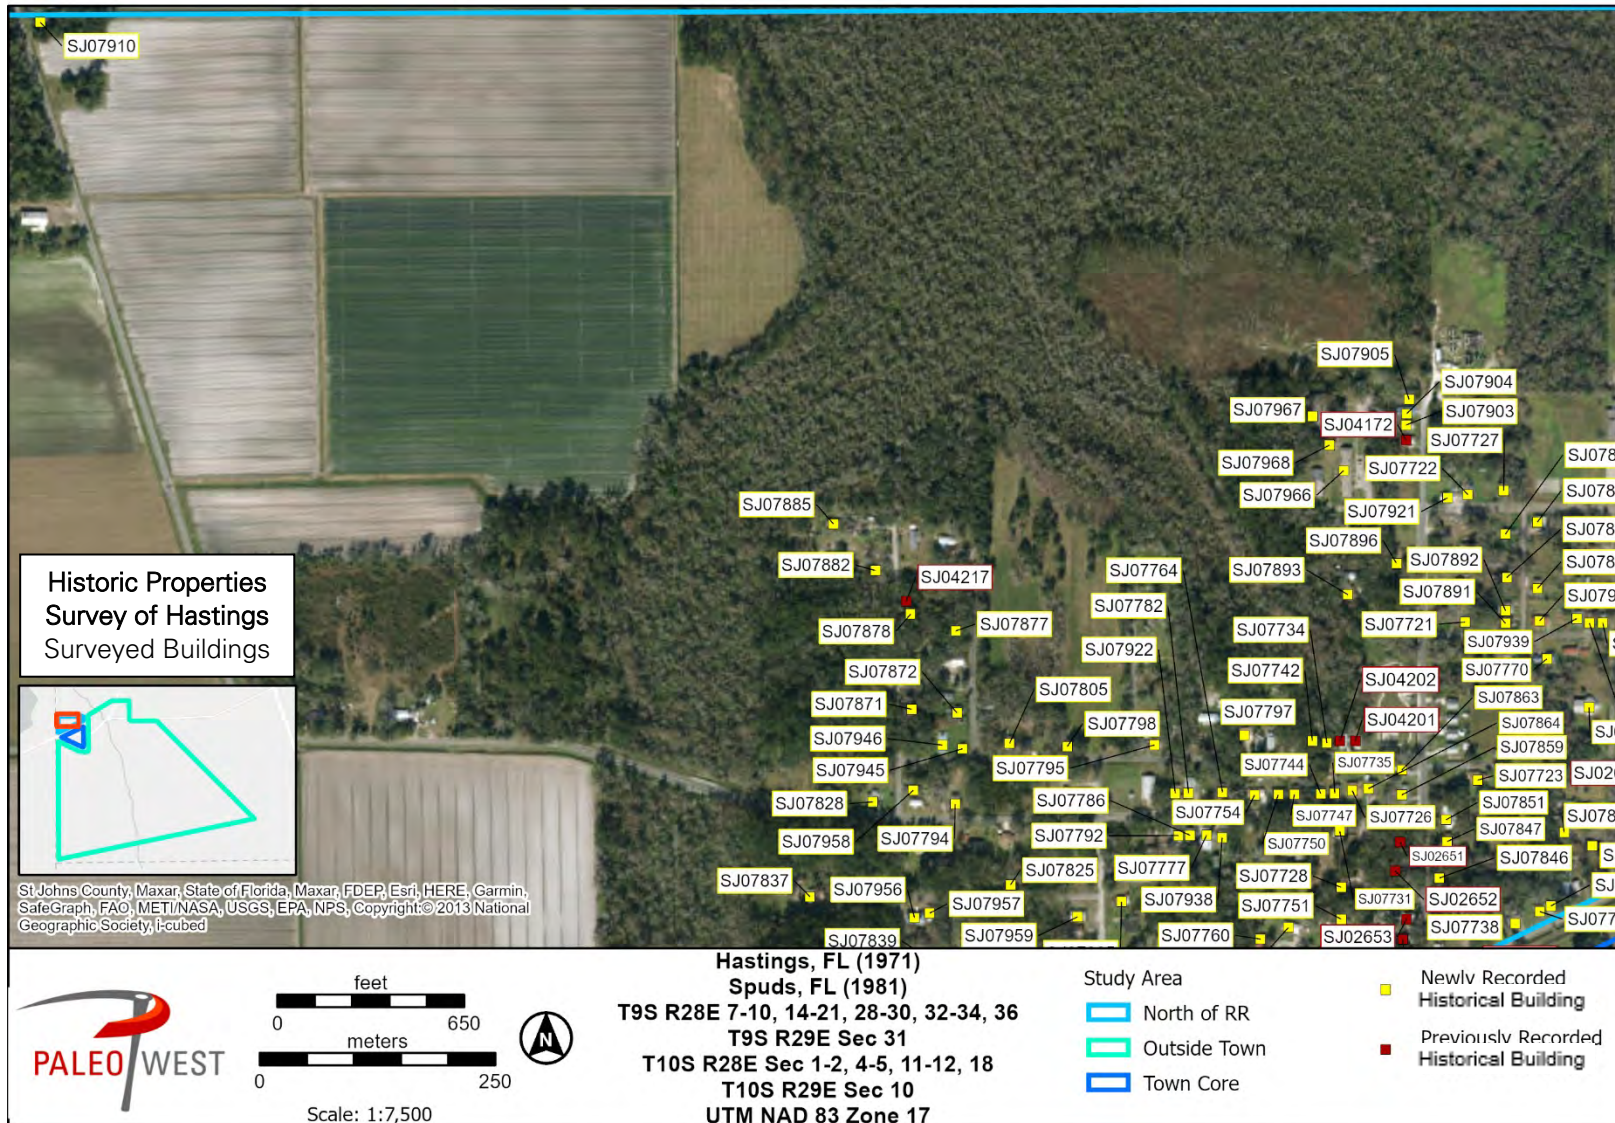 SJ07910
SJ07905
SJ07904
SJ07967
SJ07903
SJ04172
SJ07727
SJ07968
SJ07722
SJ07966
SJ07885
SJ07921
SJ07896
SJ07882
SJ04217
SJ07764
SJ07893
SJ07892
SJ07782
SJ07891
SJ07878
SJ07877
SJ07734
SJ07721
SJ07922
SJ07939
SJ07872
SJ07742
SJ04202
SJ07770
SJ07871
SJ07805
SJ07797
SJ07863
SJ04201
SJ07864
SJ07946
SJ07798
SJ07859
SJ07945
SJ07795
SJ07744
SJ07735
SJ07723
SJ07828
SJ07786
SJ07851
SJ07958
SJ07794
SJ07792
SJ07754
SJ07747
SJ07726
SJ07847
SJ07750
SJ02651
SJ07846
SJ07777
SJ07837
SJ07825
SJ07728
SJ07956
SJ07957
SJ07938
SJ07731
SJ02652
SJ07751
SJ07738
SJ07839
SJ07959
SJ07760
SJ02653
Historic Properties
Survey of Hastings
Surveyed Buildings
St Johns County, Maxar, State of Florida, Maxar, FDEP, Esri, HERE, Garmin,
SafeGraph, FAO, METI/NASA, USGS, EPA, NPS, Copyright:© 2013 National
Geographic Society, i-cubed
PALEO WEST
feet
0 650
meters
0 250
Scale: 1:7,500
N
Hastings, FL (1971)
Spuds, FL (1981)
T9S R28E 7-10, 14-21, 28-30, 32-34, 36
T9S R29E Sec 31
T10S R28E Sec 1-2, 4-5, 11-12, 18
T10S R29E Sec 10
UTM NAD 83 Zone 17
Study Area
North of RR
Outside Town
Town Core
Newly Recorded
Historical Building
Previously Recorded
Historical Building